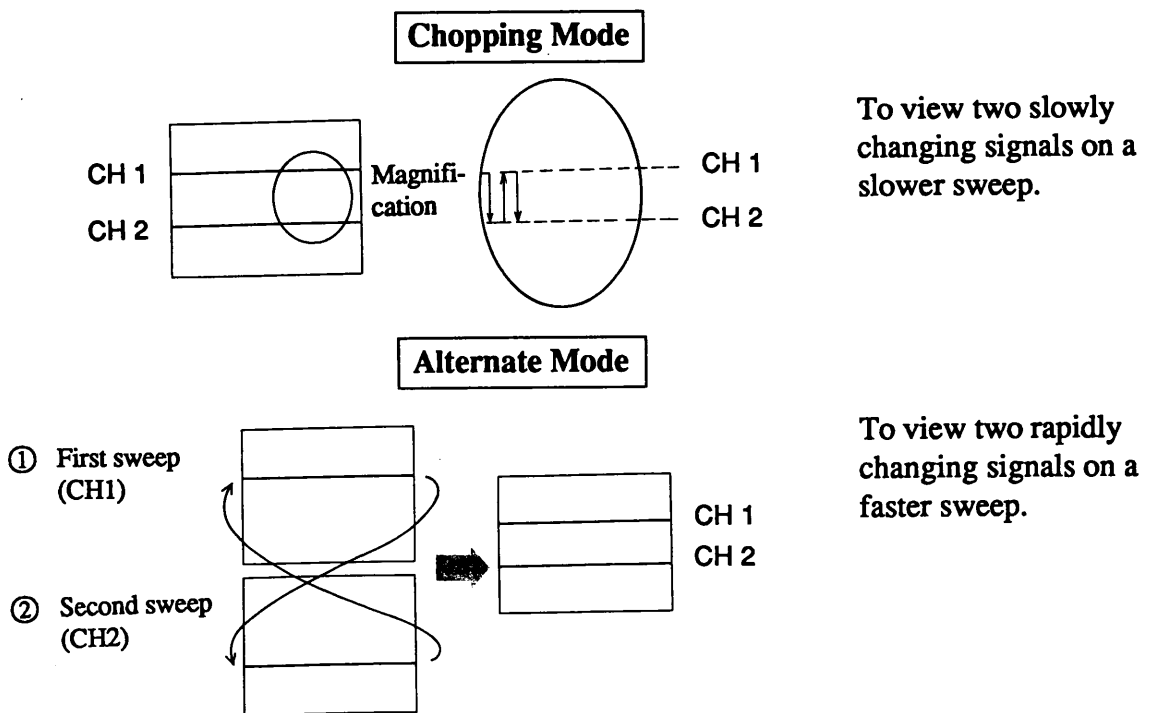 Chopping Mode
CH 1
CH 2
Magnifi-
cation
CH 1
CH 2
To view two slowly
changing signals on a
slower sweep.
Alternate Mode
① First sweep
(CH1)
② Second sweep
(CH2)
CH 1
CH 2
To view two rapidly
changing signals on a
faster sweep.